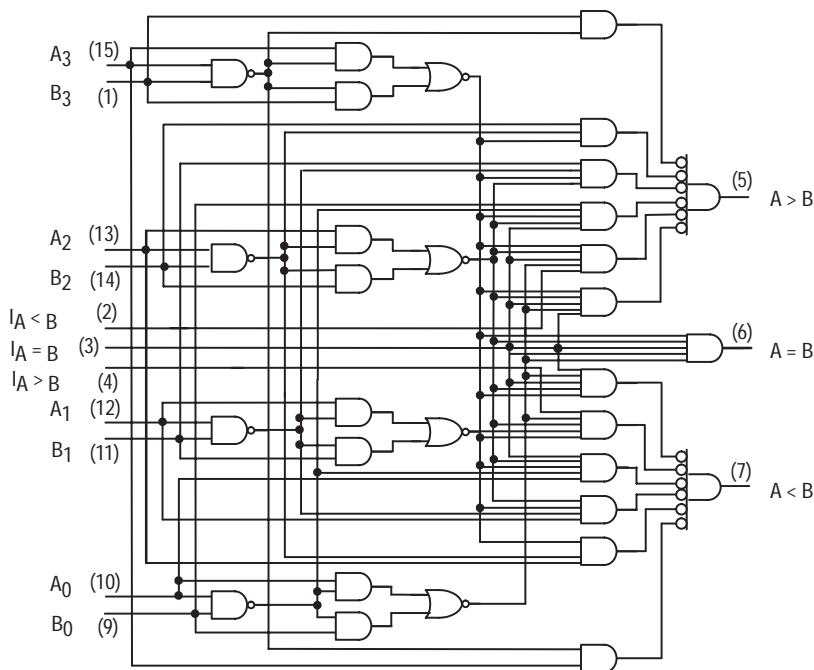 A3 (15)
B3 (1)
(5)
A > B
A2 (13)
B2 (14)
IA < B (2)
IA = B (3)
(6)
A = B
IA > B (4)
A1 (12)
B1 (11)
(7)
A < B
A0 (10)
B0 (9)